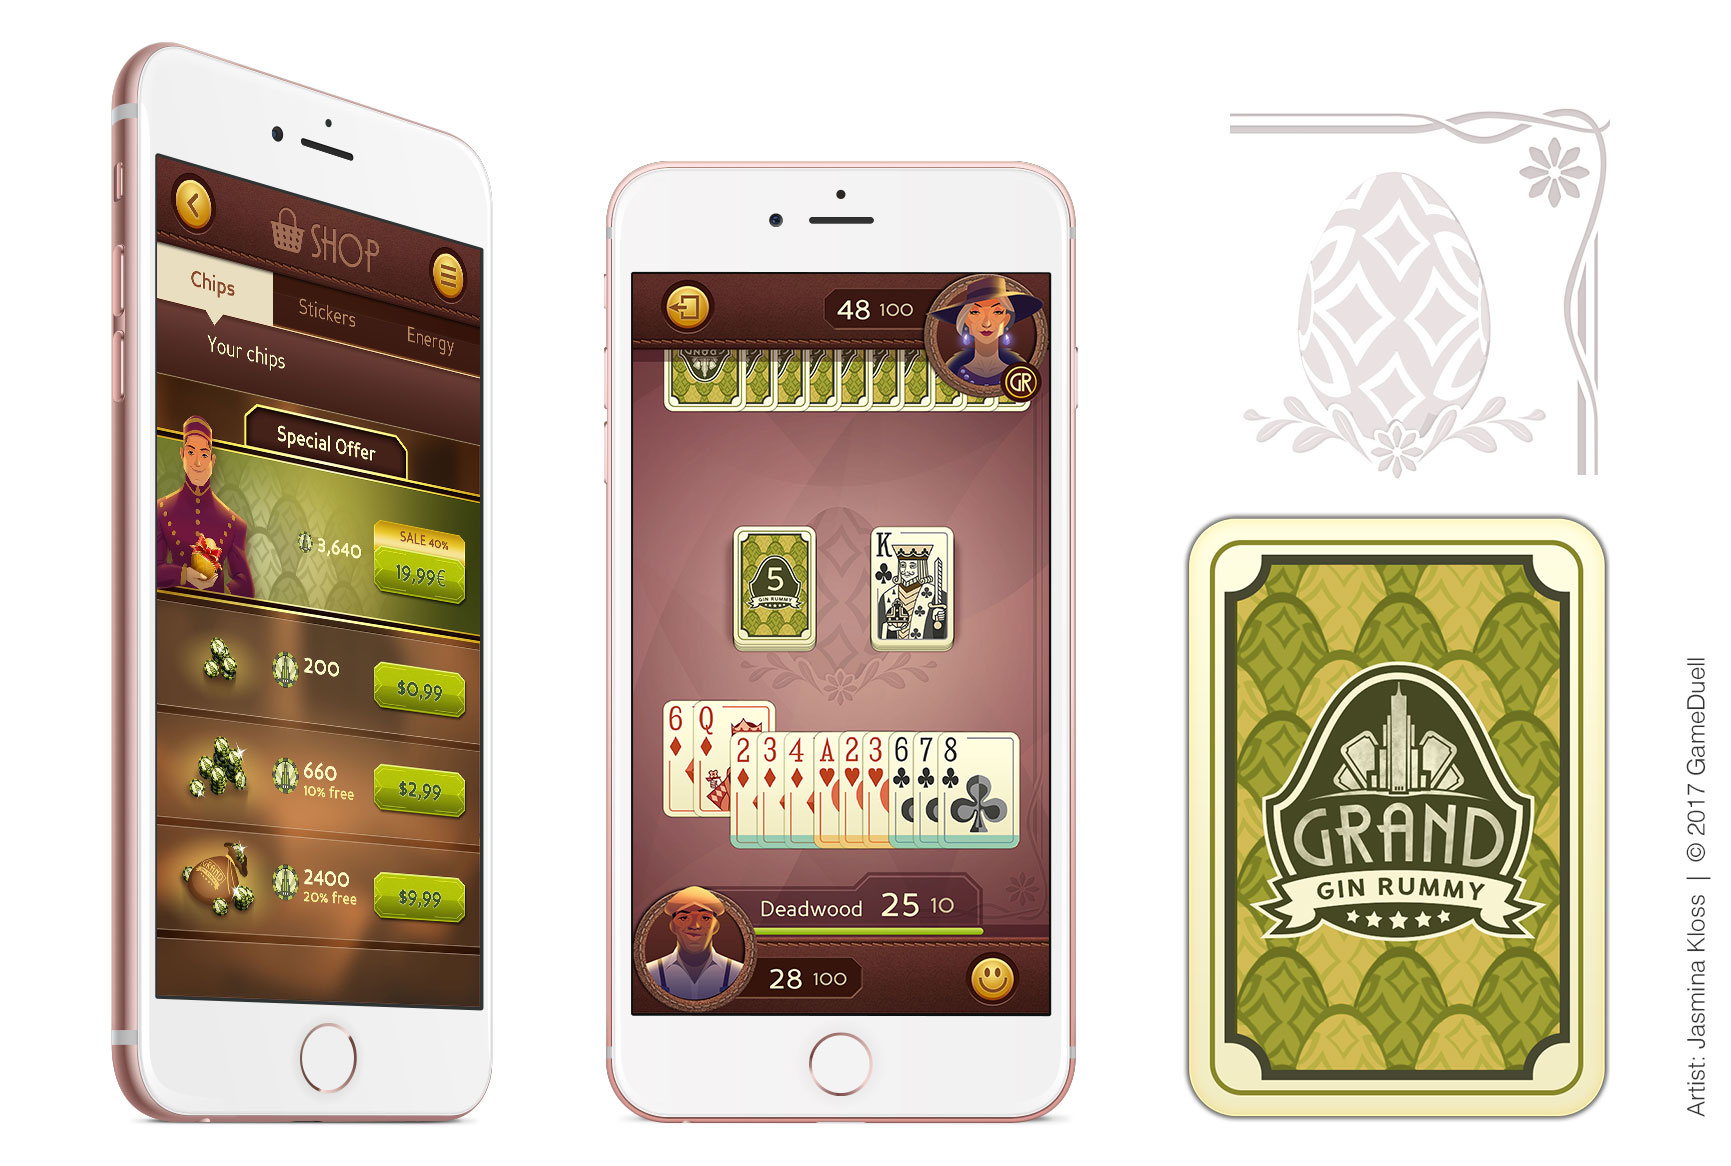 SHOP
Chips
Stickers
Energy
Your chips
Special Offer
3,640
SALE 40%
19,99€
200
$0,99
660
10% free
$2,99
2400
20% free
$9,99
48 100
GR
5
GIN RUMMY
K
6 Q
2 3 4 A 2 3 6 7 8
Deadwood 25 10
28 100
GRAND
GIN RUMMY
Artist: Jasmina Kloss | © 2017 GameDuell